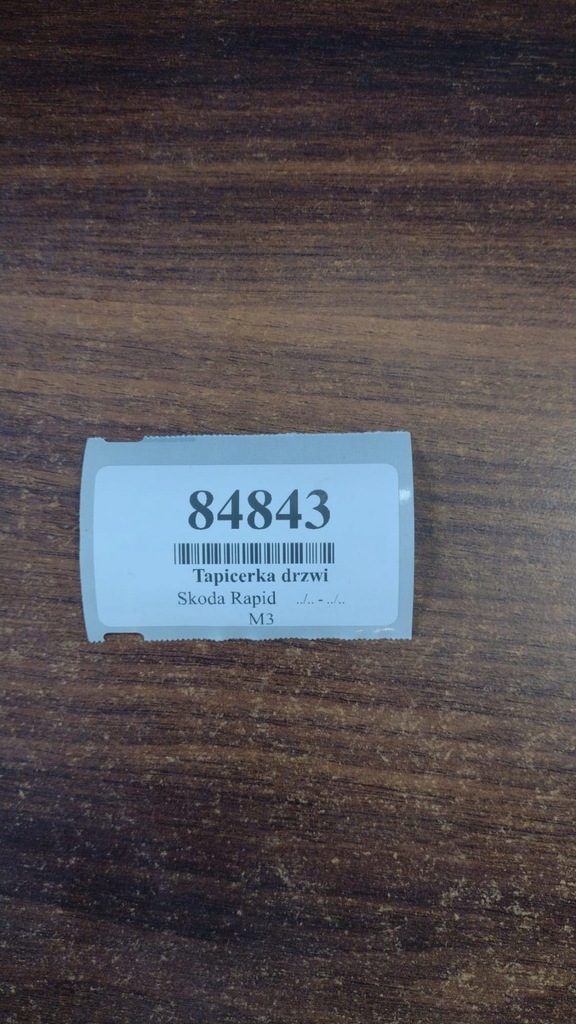 84843
Tapicerka drzwi
Skoda Rapid ../.. - ../..
M3